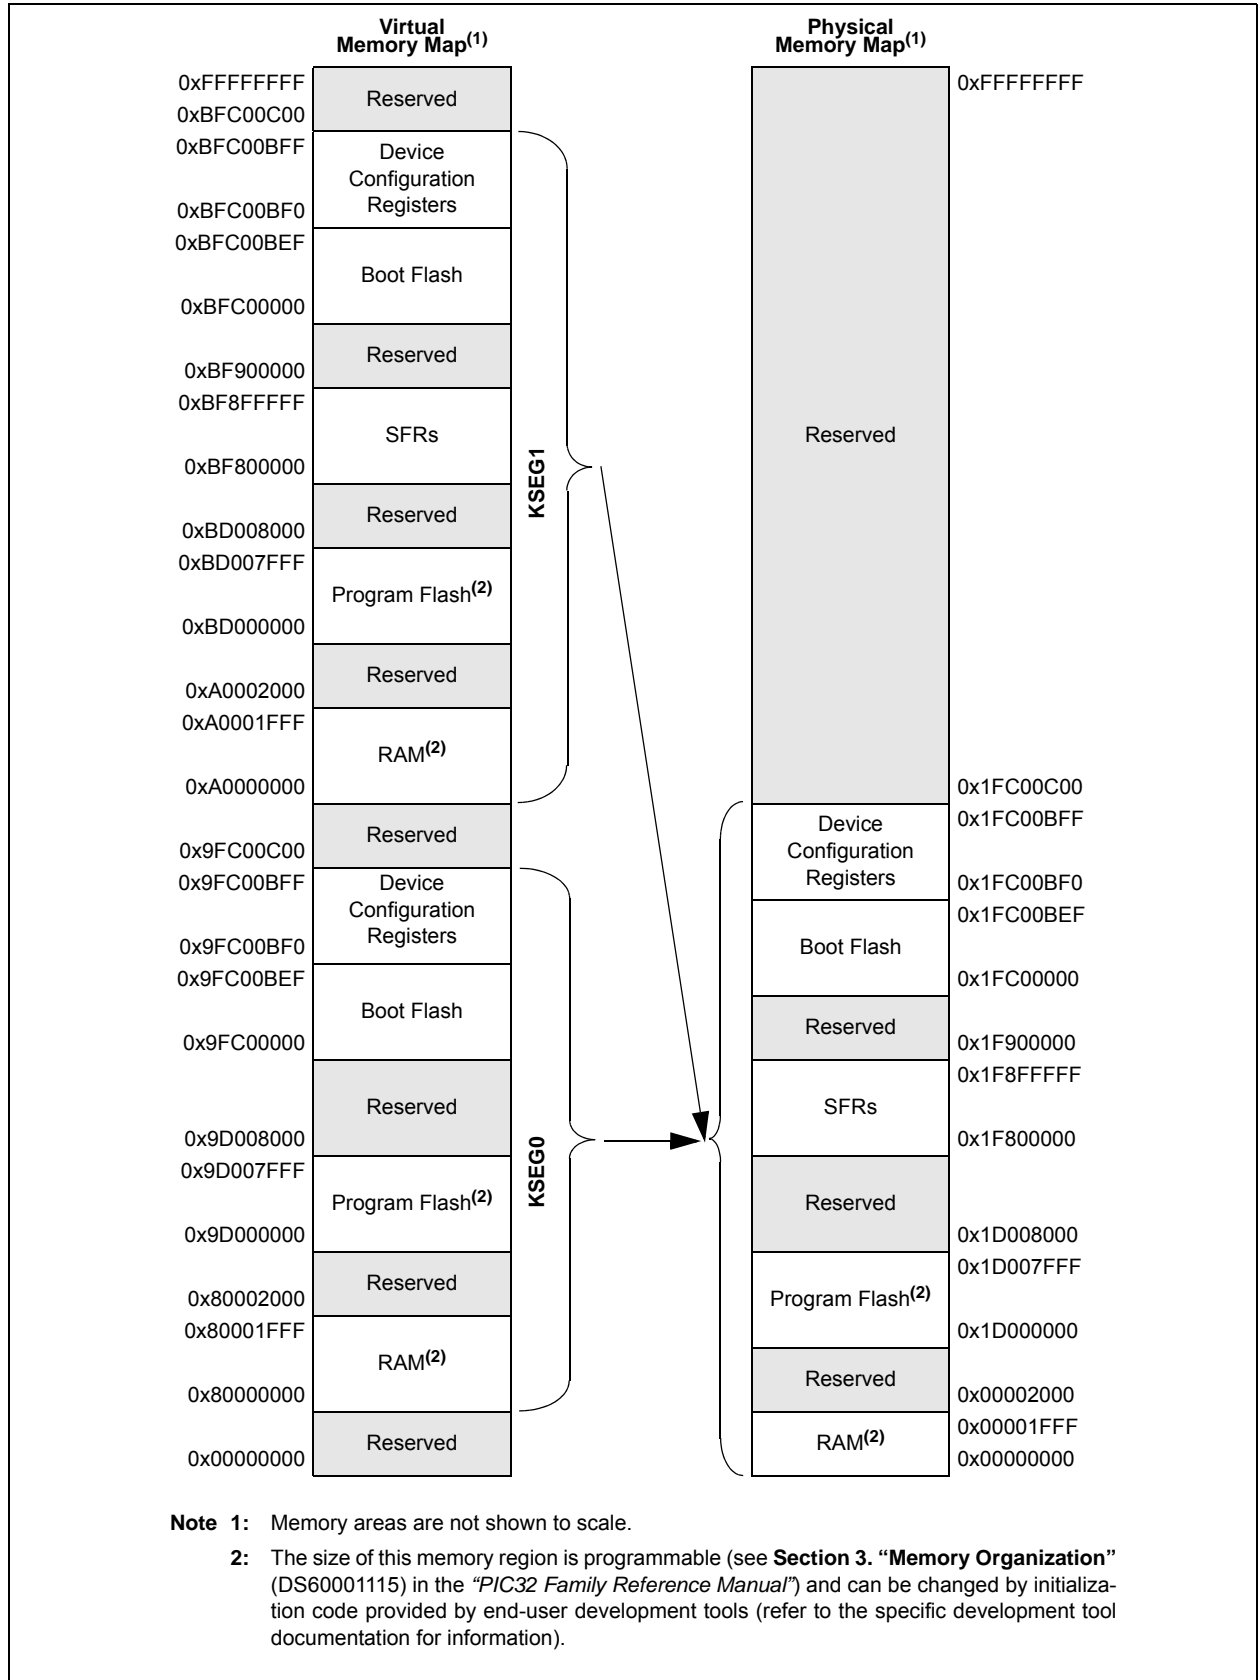 Virtual
Memory Map(1)
0xFFFFFFFF
Reserved
0xBFC00C00
0xBFC00BFF
Device
Configuration
Registers
0xBFC00BF0
0xBFC00BEF
Boot Flash
0xBFC00000
Reserved
0xBF900000
0xBF8FFFFF
SFRs
0xBF800000
Reserved
0xBD008000
0xBD007FFF
Program Flash(2)
0xBD000000
Reserved
0xA0002000
0xA0001FFF
RAM(2)
0xA0000000
KSEG1
Reserved
0x9FC00C00
0x9FC00BFF
Device
Configuration
Registers
0x9FC00BF0
0x9FC00BEF
Boot Flash
0x9FC00000
Reserved
0x9D008000
0x9D007FFF
Program Flash(2)
0x9D000000
Reserved
0x80002000
0x80001FFF
RAM(2)
0x80000000
KSEG0
Reserved
0x00000000
Physical
Memory Map(1)
0xFFFFFFFF
Reserved
0x1FC00C00
0x1FC00BFF
Device
Configuration
Registers
0x1FC00BF0
0x1FC00BEF
Boot Flash
0x1FC00000
Reserved
0x1F900000
0x1F8FFFFF
SFRs
0x1F800000
Reserved
0x1D008000
0x1D007FFF
Program Flash(2)
0x1D000000
Reserved
0x00002000
0x00001FFF
RAM(2)
0x00000000
Note 1: Memory areas are not shown to scale.
2: The size of this memory region is programmable (see Section 3. “Memory Organization”
(DS60001115) in the “PIC32 Family Reference Manual”) and can be changed by initializa-
tion code provided by end-user development tools (refer to the specific development tool
documentation for information).